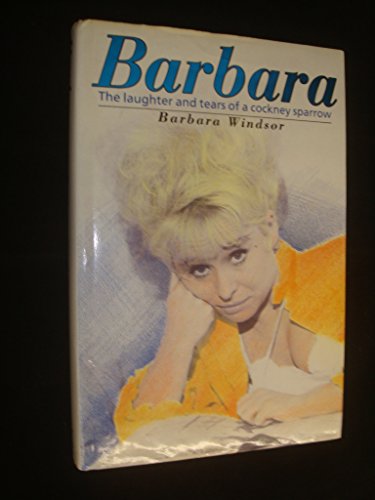 Barbara
The laughter and tears of a cockney sparrow
Barbara Windsor